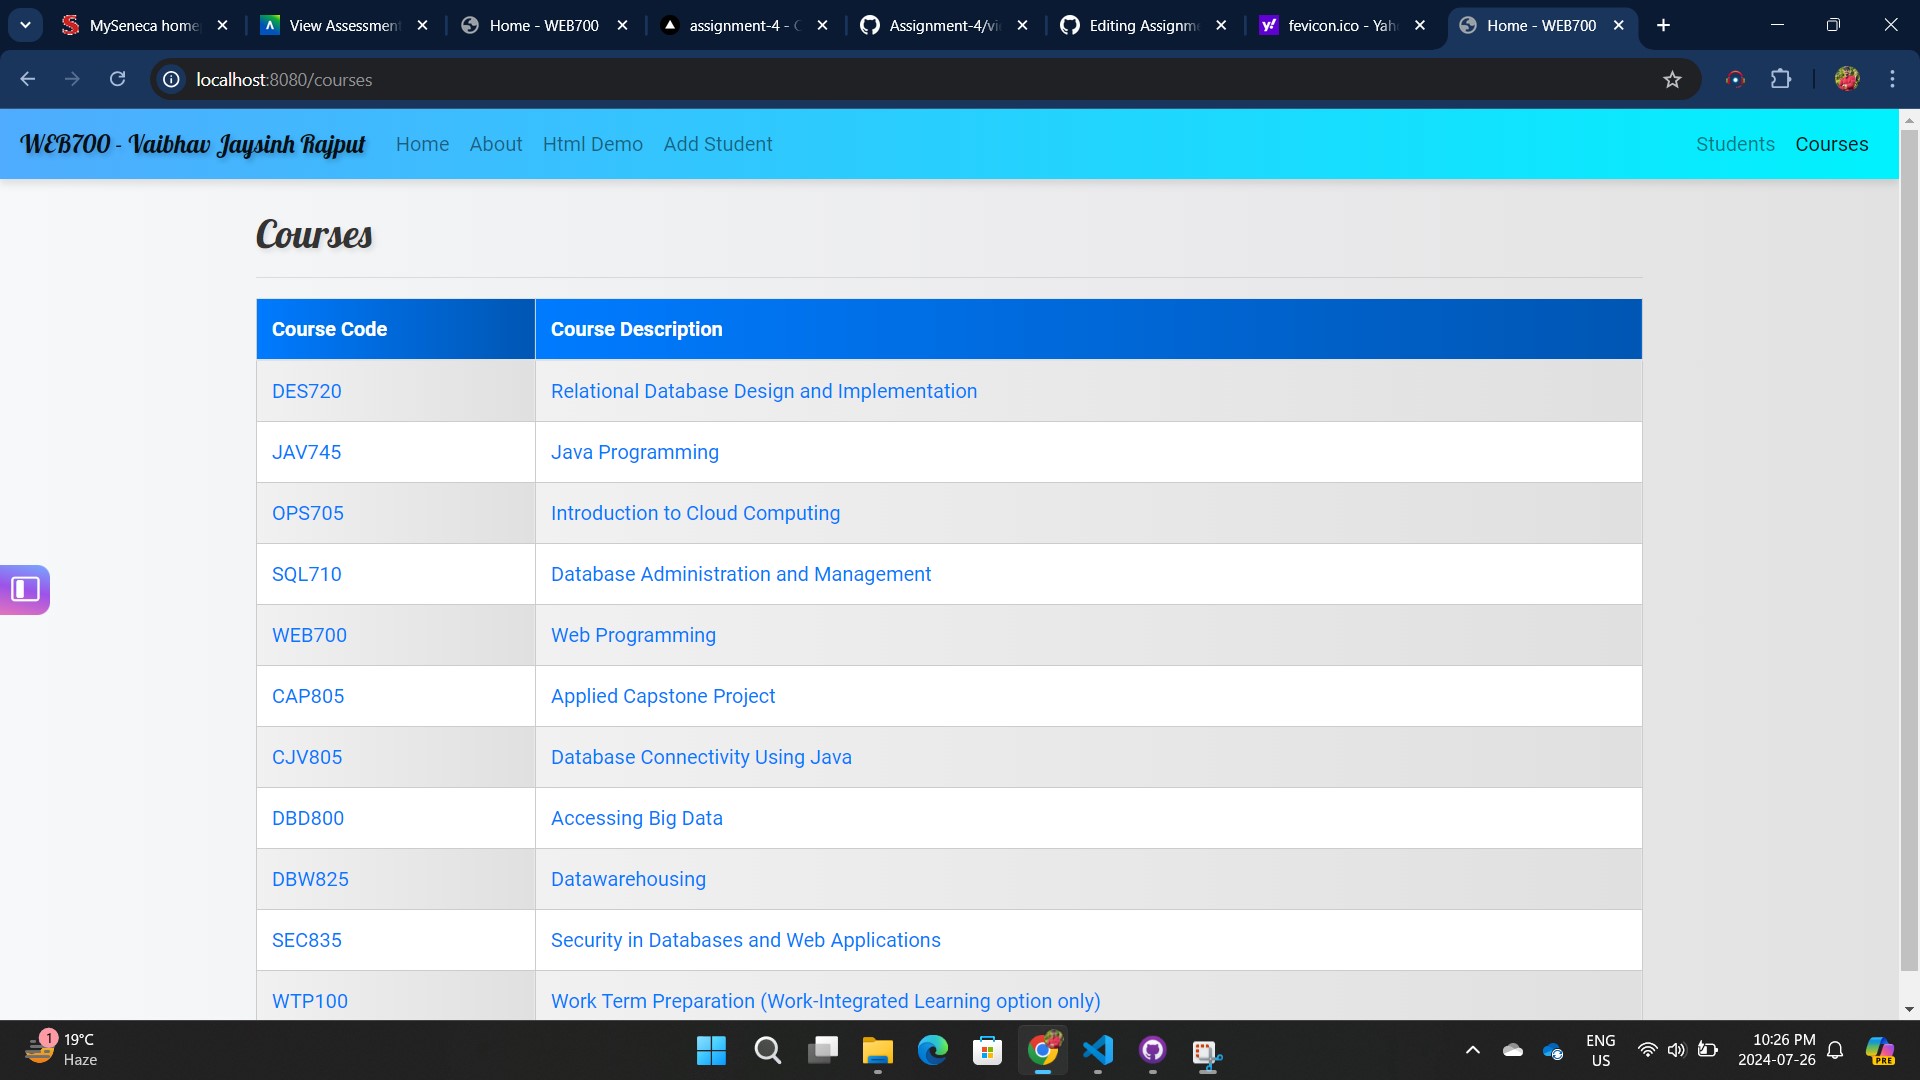 MySeneca home
View Assessment
Home - WEB700
assignment-4 - C
Assignment-4/vi
Editing Assignm
fevicon.ico - Yah
Home - WEB700
localhost:8080/courses
WEB700 - Vaibhav Jaysinh Rajput Home About Html Demo Add Student Students Courses
Courses
Course Code Course Description
DES720 Relational Database Design and Implementation
JAV745 Java Programming
OPS705 Introduction to Cloud Computing
SQL710 Database Administration and Management
WEB700 Web Programming
CAP805 Applied Capstone Project
CJV805 Database Connectivity Using Java
DBD800 Accessing Big Data
DBW825 Datawarehousing
SEC835 Security in Databases and Web Applications
WTP100 Work Term Preparation (Work-Integrated Learning option only)
1
19°C
Haze
ENG
US
10:26 PM
2024-07-26
PRE